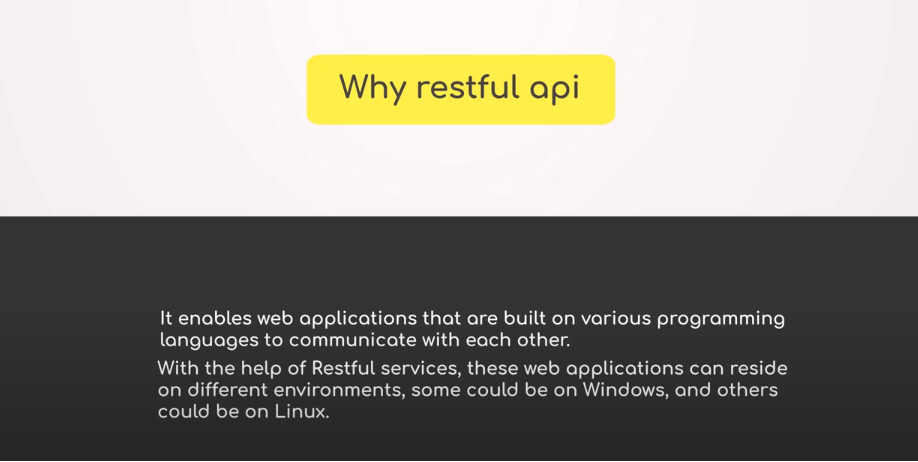 Why restful api
It enables web applications that are built on various programming
languages to communicate with each other.
With the help of Restful services, these web applications can reside
on different environments, some could be on Windows, and others
could be on Linux.